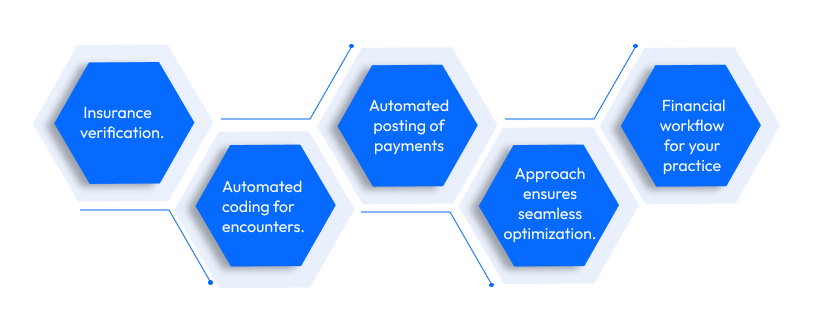 Insurance
verification.
Automated
coding for
encounters.
Automated
posting of
payments
Approach
ensures
seamless
optimization.
Financial
workflow
for your
practice